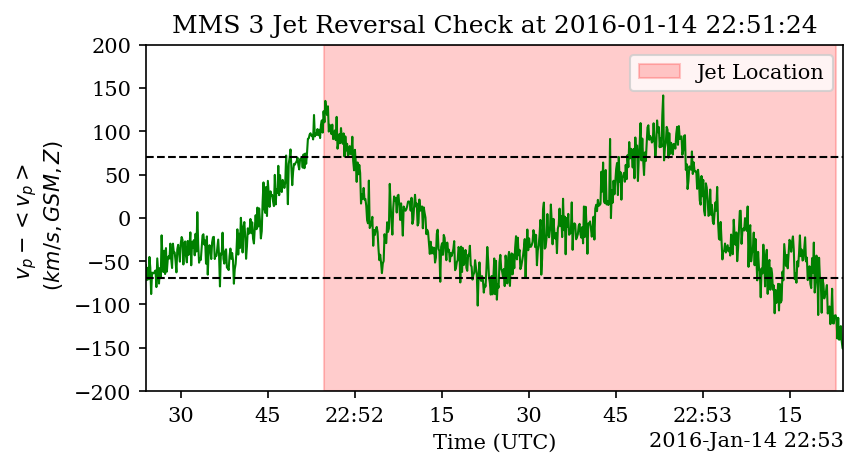 MMS 3 Jet Reversal Check at 2016-01-14 22:51:24
Jet Location
200
150
100
50
0
−50
−100
−150
−200
v_p − < v_p >
(km/s, GSM, Z)
30 45 22:52 15 30 45 22:53 15
Time (UTC)
2016-Jan-14 22:53